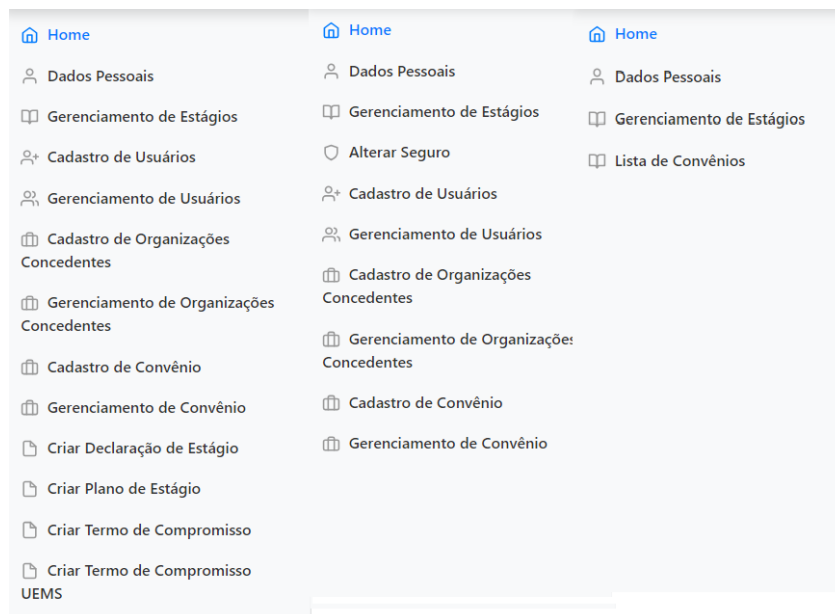 Home
Dados Pessoais
Gerenciamento de Estágios
Cadastro de Usuários
Gerenciamento de Usuários
Cadastro de Organizações
Concedentes
Gerenciamento de Organizações
Concedentes
Cadastro de Convênio
Gerenciamento de Convênio
Criar Declaração de Estágio
Criar Plano de Estágio
Criar Termo de Compromisso
Criar Termo de Compromisso
UEMS
Home
Dados Pessoais
Gerenciamento de Estágios
Alterar Seguro
Cadastro de Usuários
Gerenciamento de Usuários
Cadastro de Organizações
Concedentes
Gerenciamento de Organizações
Concedentes
Cadastro de Convênio
Gerenciamento de Convênio
Home
Dados Pessoais
Gerenciamento de Estágios
Lista de Convênios